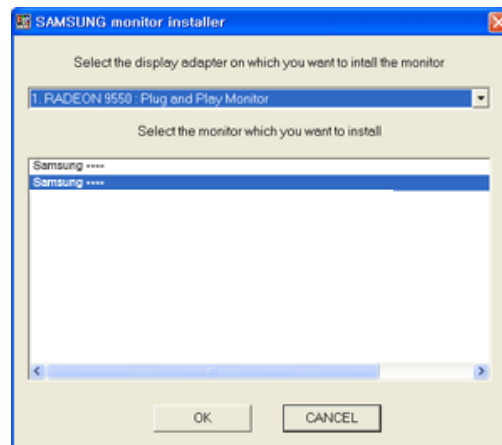 SAMSUNG monitor installer
Select the display adapter on which you want to intall the monitor
1. RADEON 9550 : Plug and Play Monitor
Select the monitor which you want to install
Samsung ----
Samsung ----
OK
CANCEL